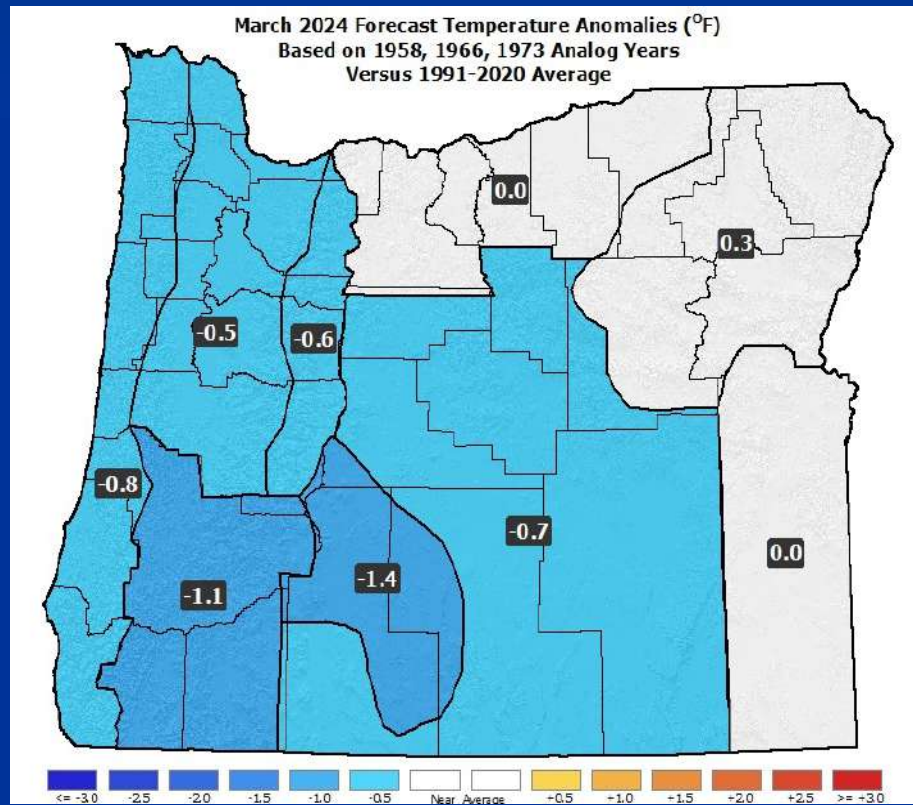 March 2024 Forecast Temperature Anomalies (°F)
Based on 1958, 1966, 1973 Analog Years
Versus 1991-2020 Average
0.0
0.3
-0.5
-0.6
-0.8
-0.7
0.0
-1.4
-1.1
<= -3.0 -2.5 -2.0 -1.5 -1.0 -0.5 Near Average +0.5 +1.0 +1.5 +2.0 +2.5 >= +3.0